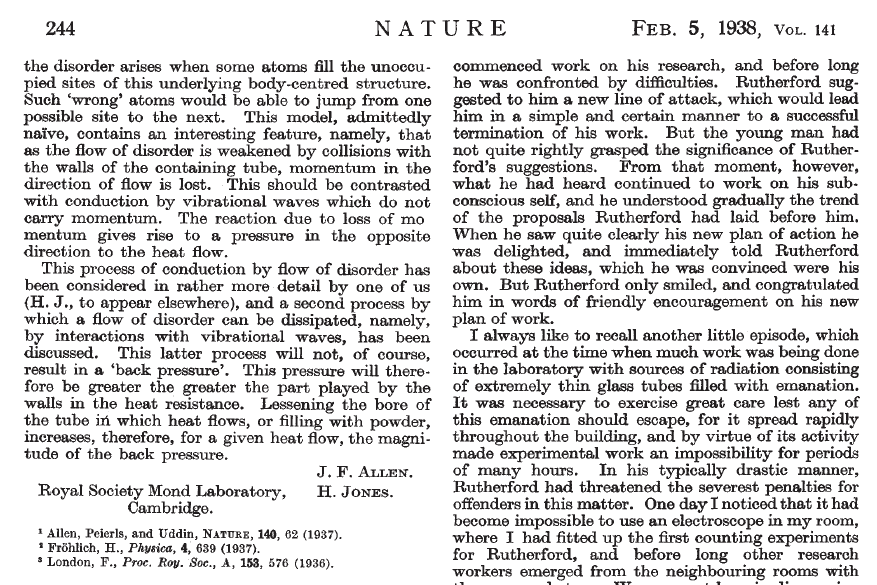 244
NATURE
FEB. 5, 1938, VOL. 141
the disorder arises when some atoms fill the unoccu-
pied sites of this underlying body-centred structure.
Such 'wrong' atoms would be able to jump from one
possible site to the next. This model, admittedly
naïve, contains an interesting feature, namely, that
as the flow of disorder is weakened by collisions with
the walls of the containing tube, momentum in the
direction of flow is lost. This should be contrasted
with conduction by vibrational waves which do not
carry momentum. The reaction due to loss of mo
mentum gives rise to a pressure in the opposite
direction to the heat flow.
This process of conduction by flow of disorder has
been considered in rather more detail by one of us
(H. J., to appear elsewhere), and a second process by
which a flow of disorder can be dissipated, namely,
by interactions with vibrational waves, has been
discussed. This latter process will not, of course,
result in a 'back pressure'. This pressure will there-
fore be greater the greater the part played by the
walls in the heat resistance. Lessening the bore of
the tube in which heat flows, or filling with powder,
increases, therefore, for a given heat flow, the magni-
tude of the back pressure.
J. F. ALLEN.
Royal Society Mond Laboratory, H. JONES.
Cambridge.
¹ Allen, Peierls, and Uddin, NATURE, 140, 62 (1937).
² Fröhlich, H., Physica, 4, 639 (1937).
³ London, F., Proc. Roy. Soc., A, 153, 576 (1936).
commenced work on his research, and before long
he was confronted by difficulties. Rutherford sug-
gested to him a new line of attack, which would lead
him in a simple and certain manner to a successful
termination of his work. But the young man had
not quite rightly grasped the significance of Ruther-
ford's suggestions. From that moment, however,
what he had heard continued to work on his sub-
conscious self, and he understood gradually the trend
of the proposals Rutherford had laid before him.
When he saw quite clearly his new plan of action he
was delighted, and immediately told Rutherford
about these ideas, which he was convinced were his
own. But Rutherford only smiled, and congratulated
him in words of friendly encouragement on his new
plan of work.
I always like to recall another little episode, which
occurred at the time when much work was being done
in the laboratory with sources of radiation consisting
of extremely thin glass tubes filled with emanation.
It was necessary to exercise great care lest any of
this emanation should escape, for it spread rapidly
throughout the building, and by virtue of its activity
made experimental work an impossibility for periods
of many hours. In his typically drastic manner,
Rutherford had threatened the severest penalties for
offenders in this matter. One day I noticed that it had
become impossible to use an electroscope in my room,
where I had fitted up the first counting experiments
for Rutherford, and before long other research
workers emerged from the neighbouring rooms with